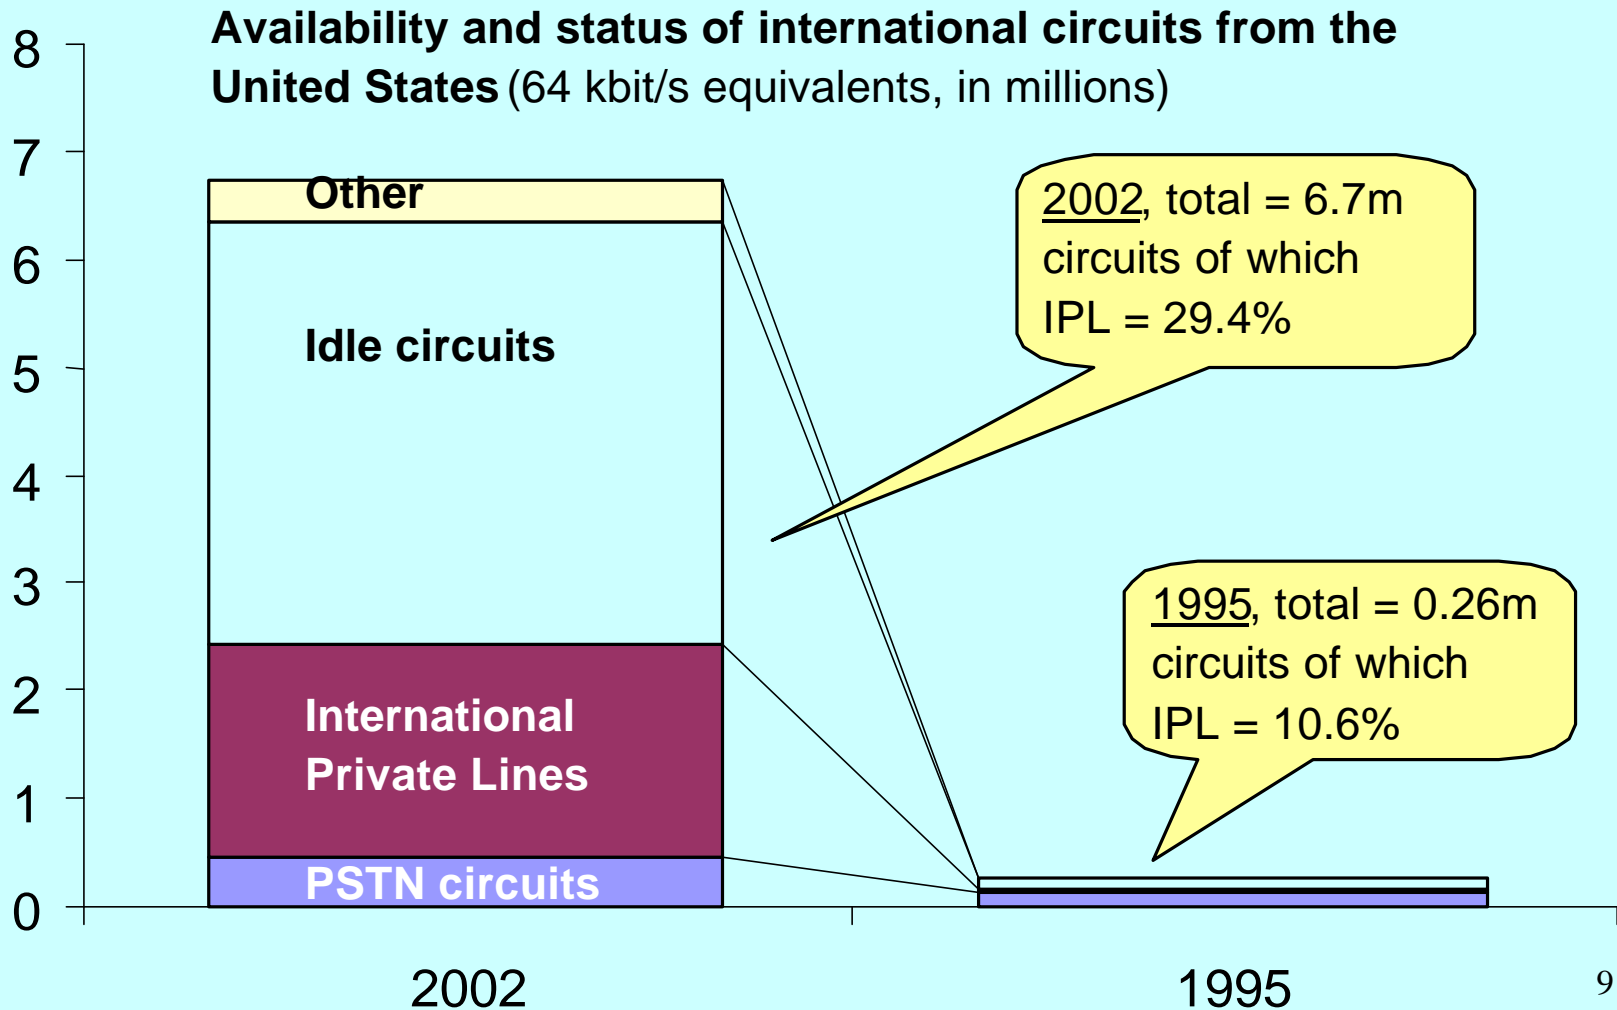 Availability and status of international circuits from the
United States (64 kbit/s equivalents, in millions)
8
7
6
5
4
3
2
1
0
Other
Idle circuits
International
Private Lines
PSTN circuits
2002, total = 6.7m
circuits of which
IPL = 29.4%
1995, total = 0.26m
circuits of which
IPL = 10.6%
2002
1995
9